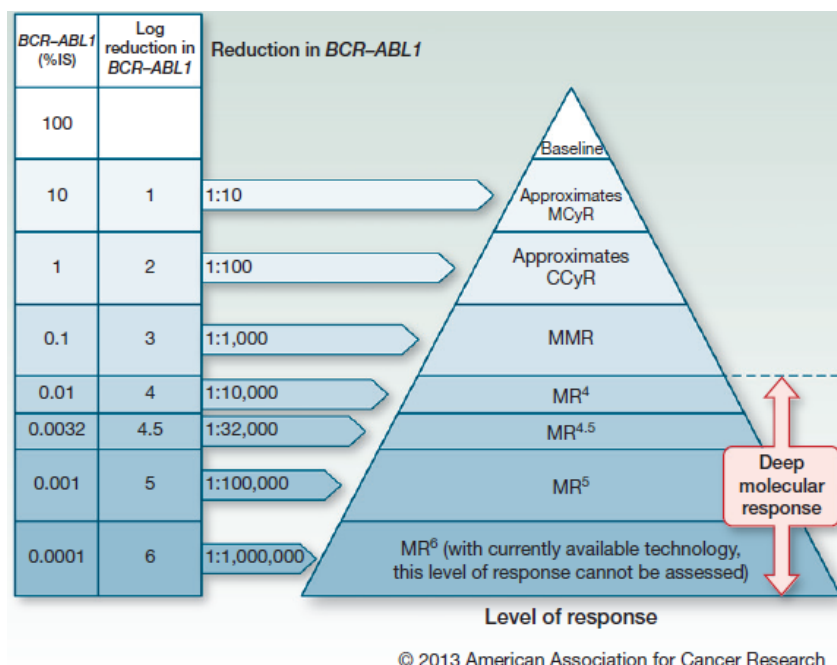 BCR–ABL1
(%IS)
Log
reduction in
BCR–ABL1
Reduction in BCR–ABL1
100
Baseline
10
1
1:10
Approximates
MCyR
1
2
1:100
Approximates
CCyR
0.1
3
1:1,000
MMR
0.01
4
1:10,000
MR⁴
0.0032
4.5
1:32,000
MR⁴·⁵
Deep
molecular
response
0.001
5
1:100,000
MR⁵
0.0001
6
1:1,000,000
MR⁶ (with currently available technology,
this level of response cannot be assessed)
Level of response
© 2013 American Association for Cancer Research